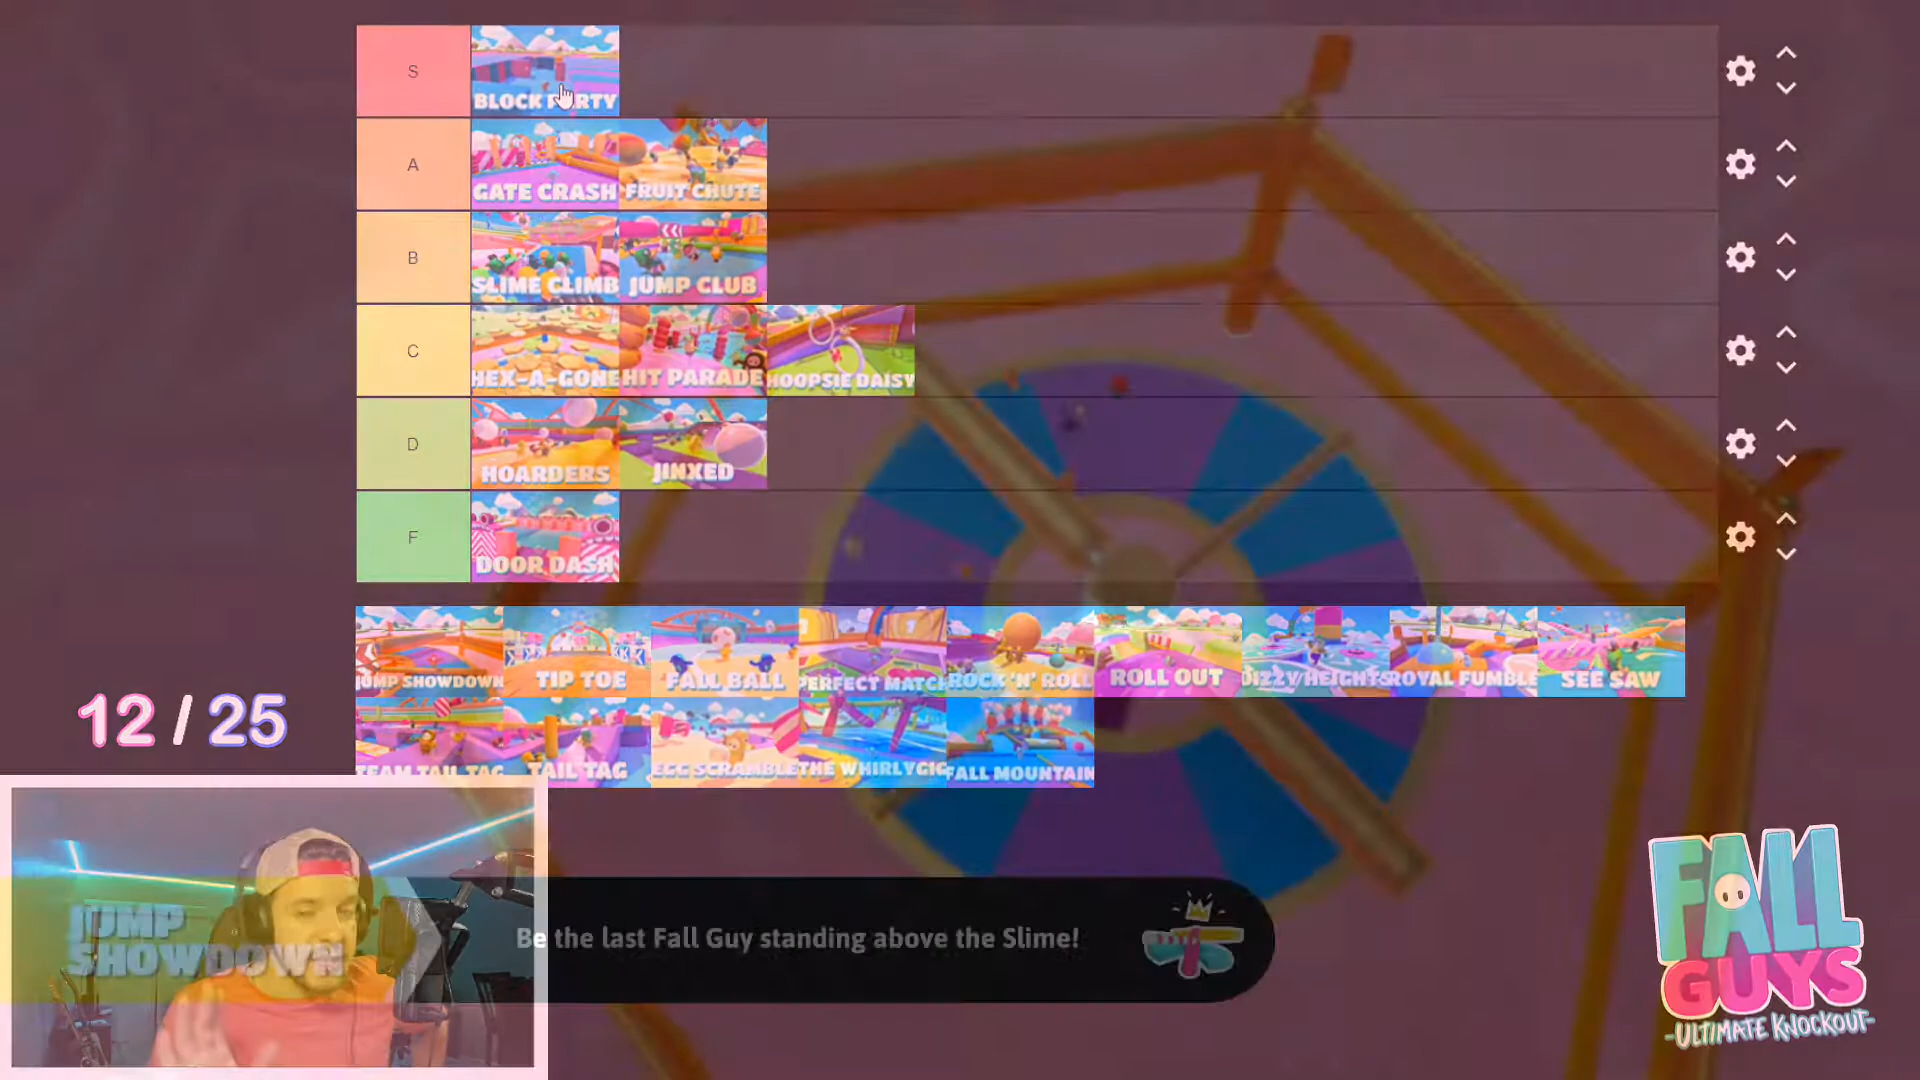 S
BLOCK PARTY
A
GATE CRASH
FRUIT CHUTE
B
SLIME CLIMB
JUMP CLUB
C
HEX-A-GONE
HIT PARADE
HOOPSIE DAISY
D
HOARDERS
JINXED
F
DOOR DASH
JUMP SHOWDOWN
TIP TOE
FALL BALL
PERFECT MATCH
ROCK 'N' ROLL
ROLL OUT
DIZZY HEIGHTS
ROYAL FUMBLE
SEE SAW
TEAM TAIL TAG
TAIL TAG
EGG SCRAMBLE
THE WHIRLYGIG
FALL MOUNTAIN
12 / 25
JUMP
SHOWDOWN
Be the last Fall Guy standing above the Slime!
FALL
GUYS
-ULTIMATE KNOCKOUT-